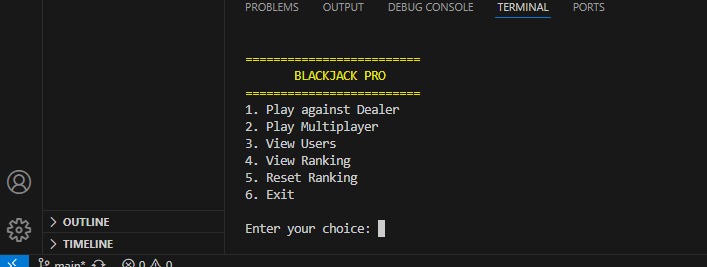 PROBLEMS OUTPUT DEBUG CONSOLE TERMINAL PORTS
=========================
BLACKJACK PRO
=========================
1. Play against Dealer
2. Play Multiplayer
3. View Users
4. View Ranking
5. Reset Ranking
6. Exit
Enter your choice:
OUTLINE
TIMELINE
main* 0 0